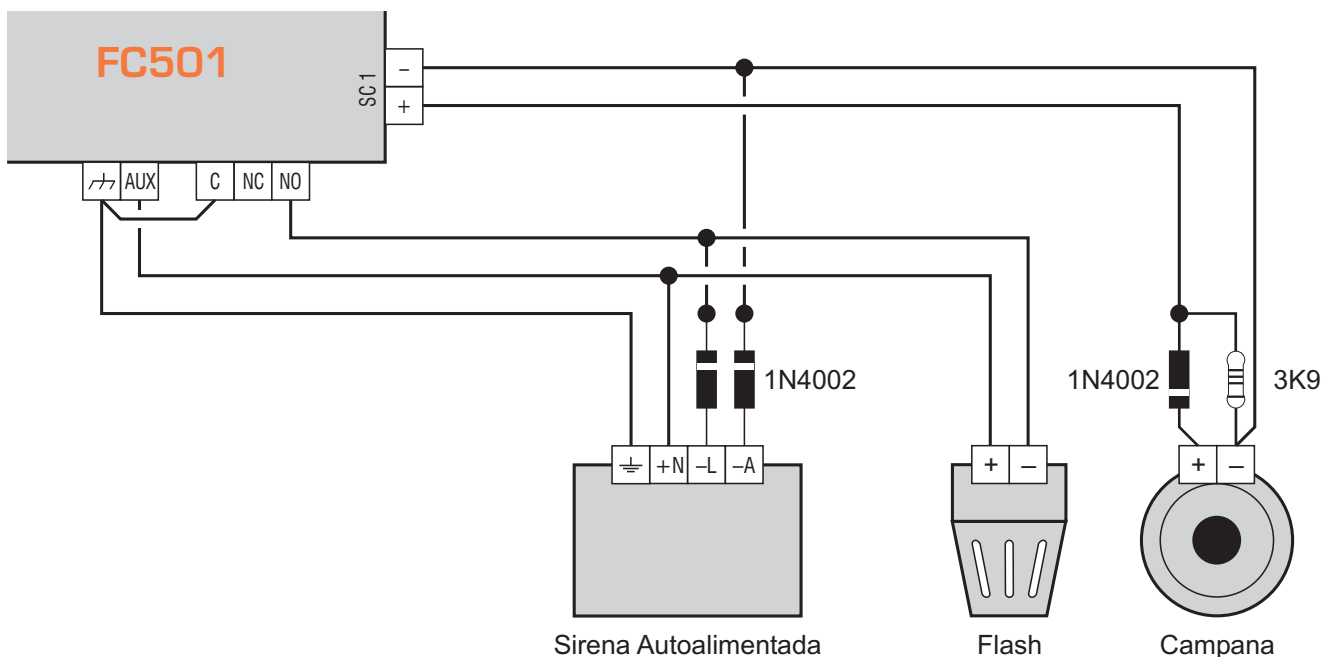 FC501
SC1
–
+
AUX
C
NC
NO
1N4002
1N4002
3K9
+N
–L
–A
+
–
+
–
Sirena Autoalimentada
Flash
Campana